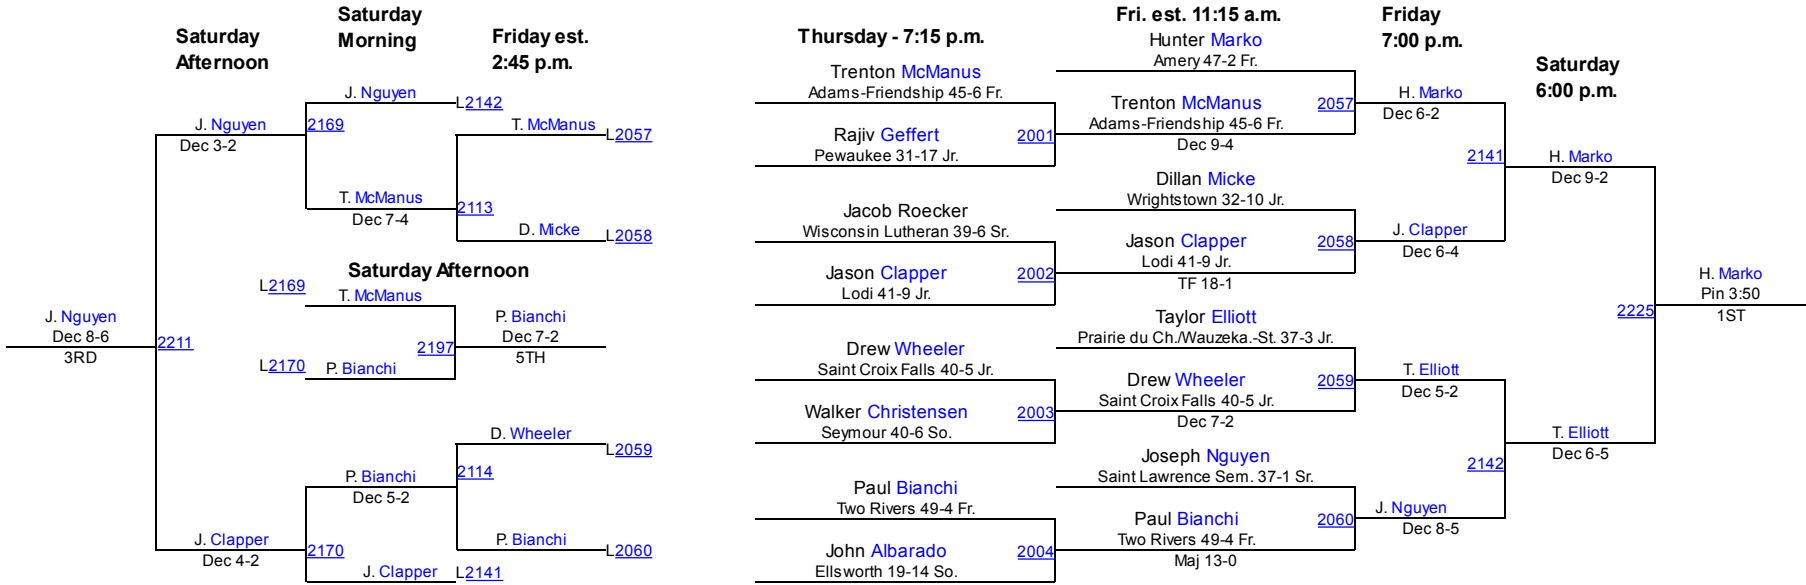 Saturday
Afternoon
Saturday
Morning
Friday est.
2:45 p.m.
J. Nguyen
L2142
J. Nguyen
2169
T. McManus
L2057
Dec 3-2
T. McManus
2113
Dec 7-4
D. Micke
L2058
Saturday Afternoon
L2169
T. McManus
J. Nguyen
Dec 8-6
3RD
2211
P. Bianchi
Dec 7-2
5TH
2197
L2170
P. Bianchi
D. Wheeler
L2059
P. Bianchi
2114
Dec 5-2
J. Clapper
2170
P. Bianchi
L2060
Dec 4-2
J. Clapper
L2141
Thursday - 7:15 p.m.
Trenton McManus
Adams-Friendship 45-6 Fr.
Rajiv Geffert
2001
Pewaukee 31-17 Jr.
Jacob Roecker
Wisconsin Lutheran 39-6 Sr.
Jason Clapper
2002
Lodi 41-9 Jr.
Drew Wheeler
Saint Croix Falls 40-5 Jr.
Walker Christensen
2003
Seymour 40-6 So.
Paul Bianchi
Two Rivers 49-4 Fr.
John Albarado
2004
Ellsworth 19-14 So.
Fri. est. 11:15 a.m.
Hunter Marko
Amery 47-2 Fr.
Trenton McManus
2057
Adams-Friendship 45-6 Fr.
Dec 9-4
Dillan Micke
Wrightstown 32-10 Jr.
Jason Clapper
2058
Lodi 41-9 Jr.
TF 18-1
Taylor Elliott
Prairie du Ch./Wauzeka.-St. 37-3 Jr.
Drew Wheeler
2059
Saint Croix Falls 40-5 Jr.
Dec 7-2
Joseph Nguyen
Saint Lawrence Sem. 37-1 Sr.
Paul Bianchi
2060
Two Rivers 49-4 Fr.
Maj 13-0
Friday
7:00 p.m.
H. Marko
Dec 6-2
2141
J. Clapper
Dec 6-4
T. Elliott
Dec 5-2
2142
J. Nguyen
Dec 8-5
Saturday
6:00 p.m.
H. Marko
Dec 9-2
2225
T. Elliott
Dec 6-5
H. Marko
Pin 3:50
1ST